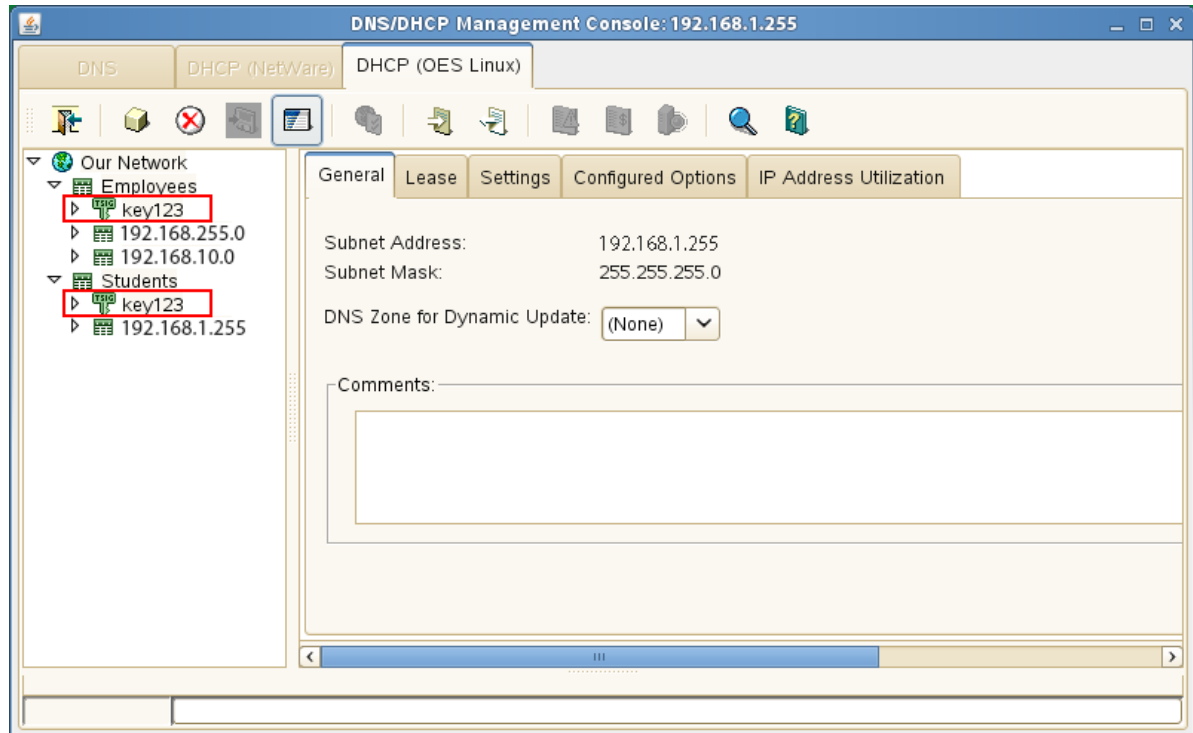 DNS/DHCP Management Console: 192.168.1.255
DNS DHCP (NetWare) DHCP (OES Linux)
Our Network
Employees
TSIG key123
192.168.255.0
192.168.10.0
Students
TSIG key123
192.168.1.255
General Lease Settings Configured Options IP Address Utilization
Subnet Address: 192.168.1.255
Subnet Mask: 255.255.255.0
DNS Zone for Dynamic Update: (None)
Comments: